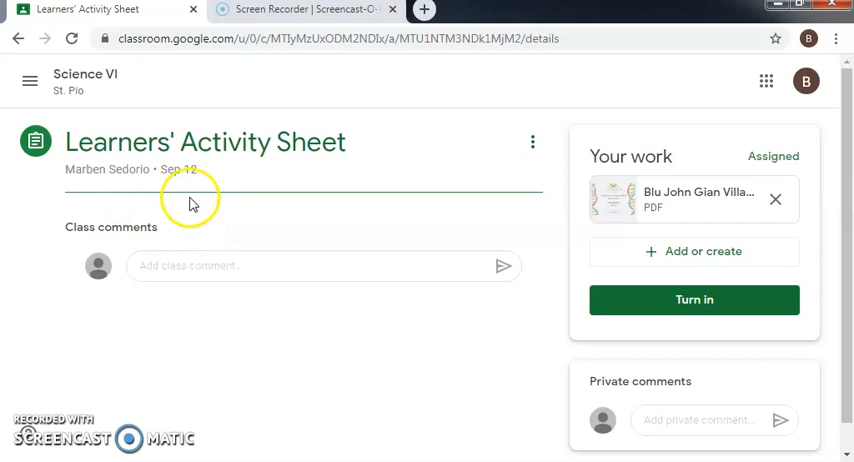 Learners' Activity Sheet
Screen Recorder | Screencast-O-
classroom.google.com/u/0/c/MTIyMzUxODM2NDIx/a/MTU1NTM3NDk1MjM2/details
B
Science VI
St. Pio
B
Learners' Activity Sheet
Marben Sedorio • Sep 12
Class comments
Add class comment...
Your work
Assigned
Blu John Gian Villa...
PDF
+ Add or create
Turn in
Private comments
Add private comment...
RECORDED WITH
SCREENCAST MATIC